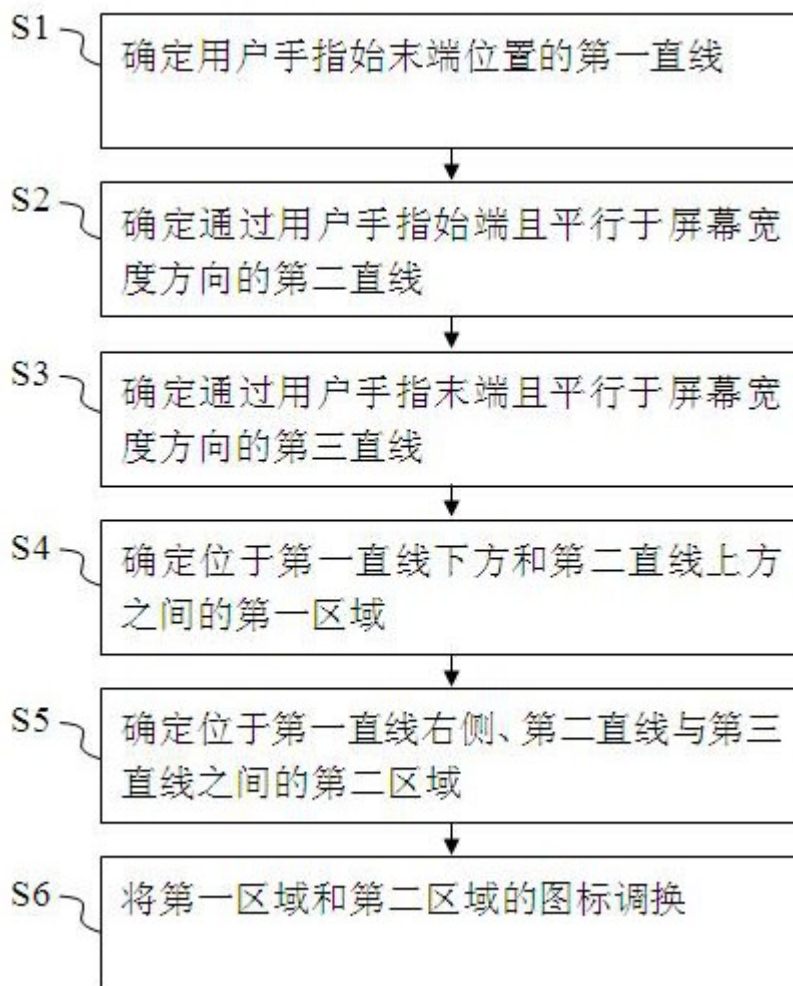 S1
确定用户手指始末端位置的第一直线
S2
确定通过用户手指始端且平行于屏幕宽
度方向的第二直线
S3
确定通过用户手指末端且平行于屏幕宽
度方向的第三直线
S4
确定位于第一直线下方和第二直线上方
之间的第一区域
S5
确定位于第一直线右侧、第二直线与第三
直线之间的第二区域
S6
将第一区域和第二区域的图标调换